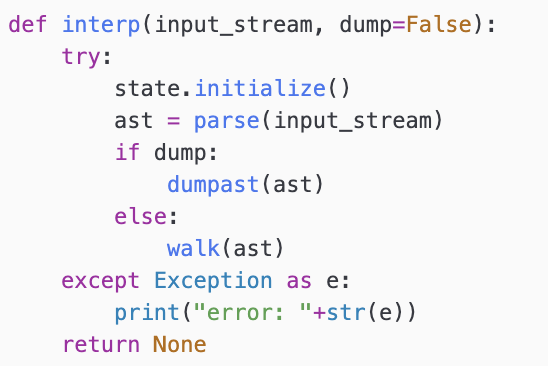 def interp(input_stream, dump=False):
    try:
        state.initialize()
        ast = parse(input_stream)
        if dump:
            dumpast(ast)
        else:
            walk(ast)
    except Exception as e:
        print("error: "+str(e))
    return None